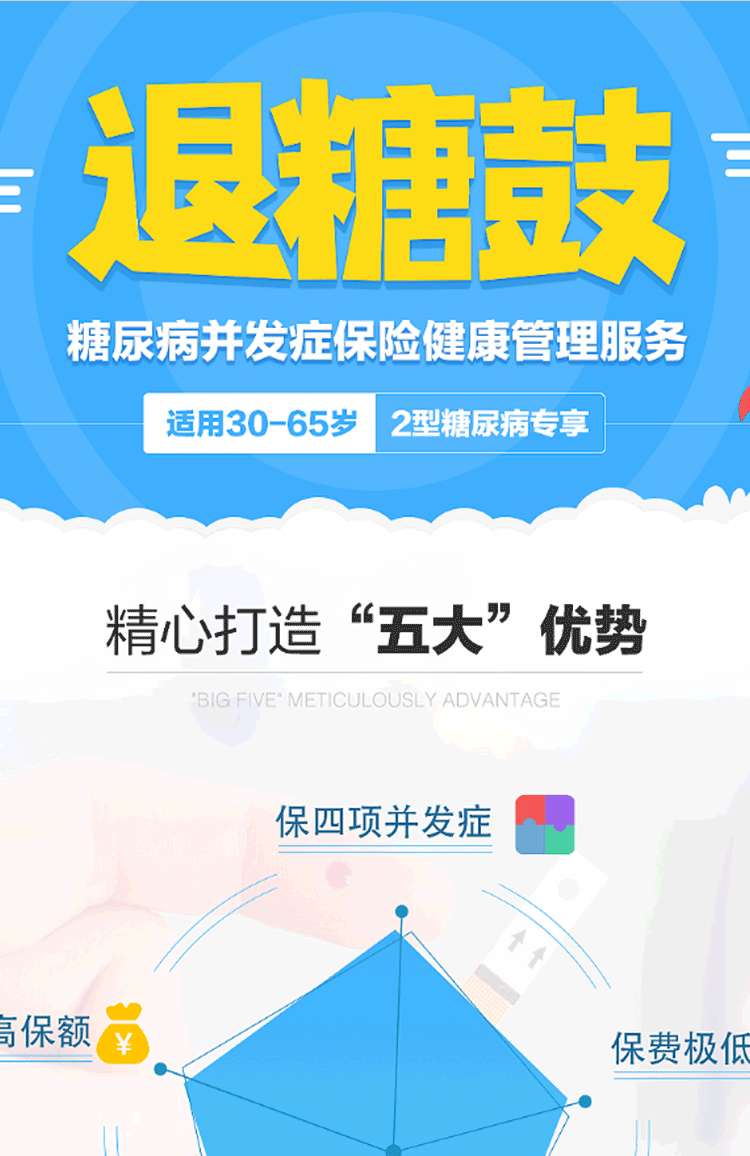 退糖鼓
糖尿病并发症保险健康管理服务
适用30-65岁 2型糖尿病专享
精心打造“五大”优势
"BIG FIVE" METICULOUSLY ADVANTAGE
保四项并发症
高保额 ¥
保费极低